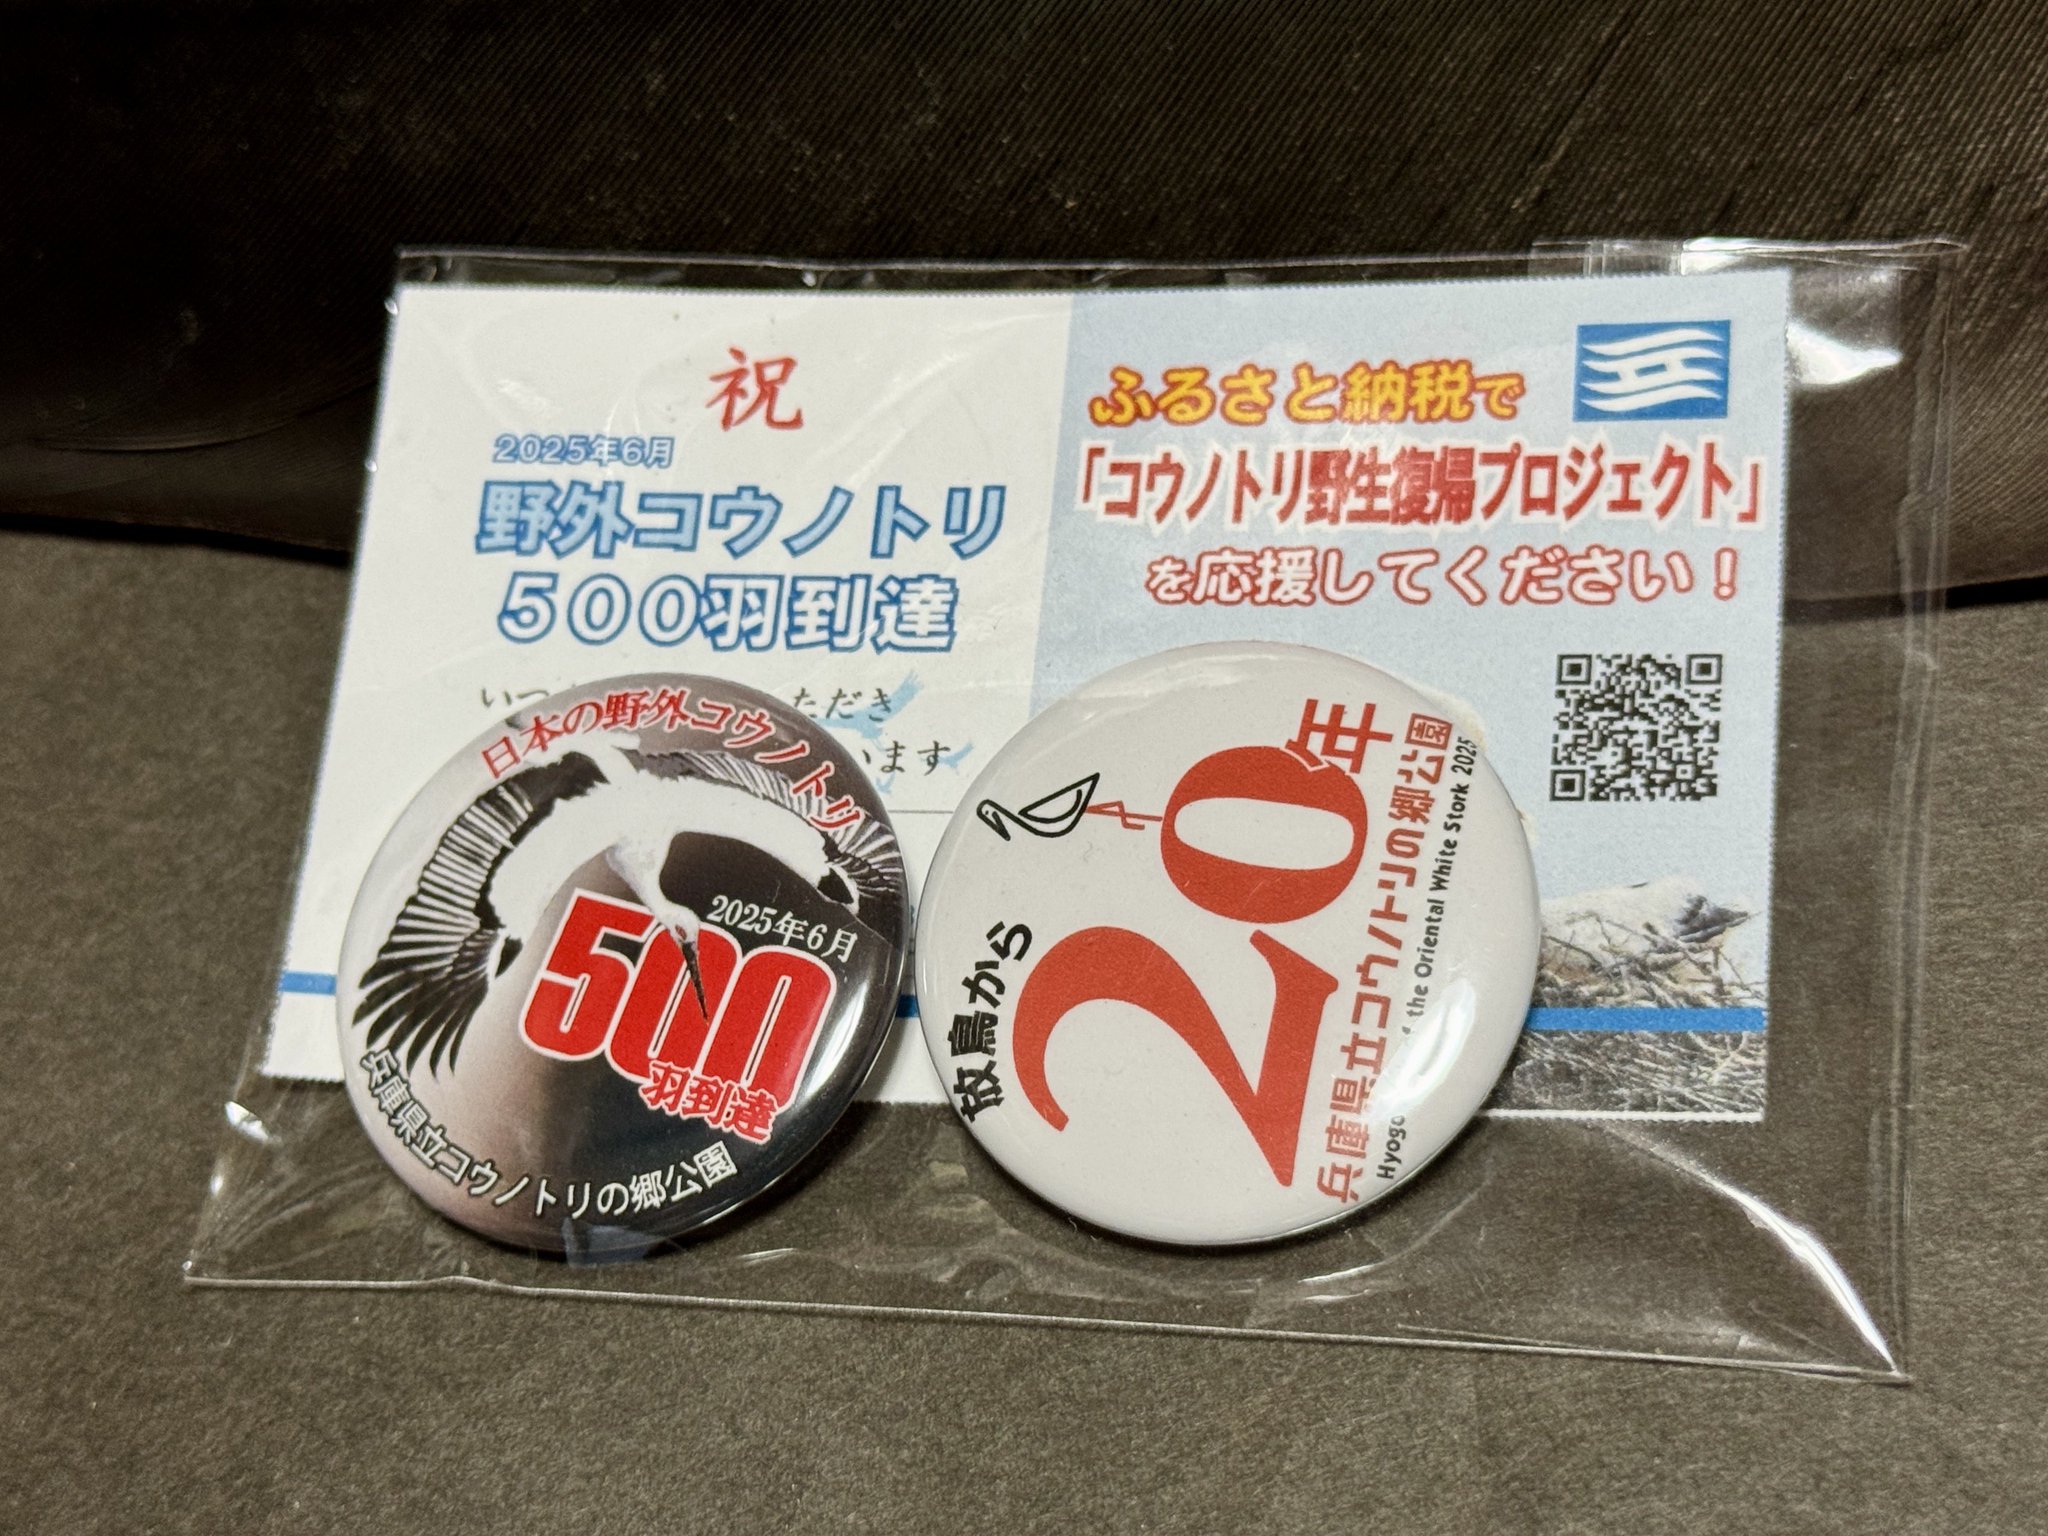 祝
2025年6月
野外コウノトリ
500羽到達
いつ
ただき
います
ふるさと納税で
「コウノトリ野生復帰プロジェクト」
を応援してください！
日本の野外コウノトリ
2025年6月
500
羽到達
兵庫県立コウノトリの郷公園
放鳥から
20年
兵庫県立コウノトリの郷公園
the Oriental White Stork 2025